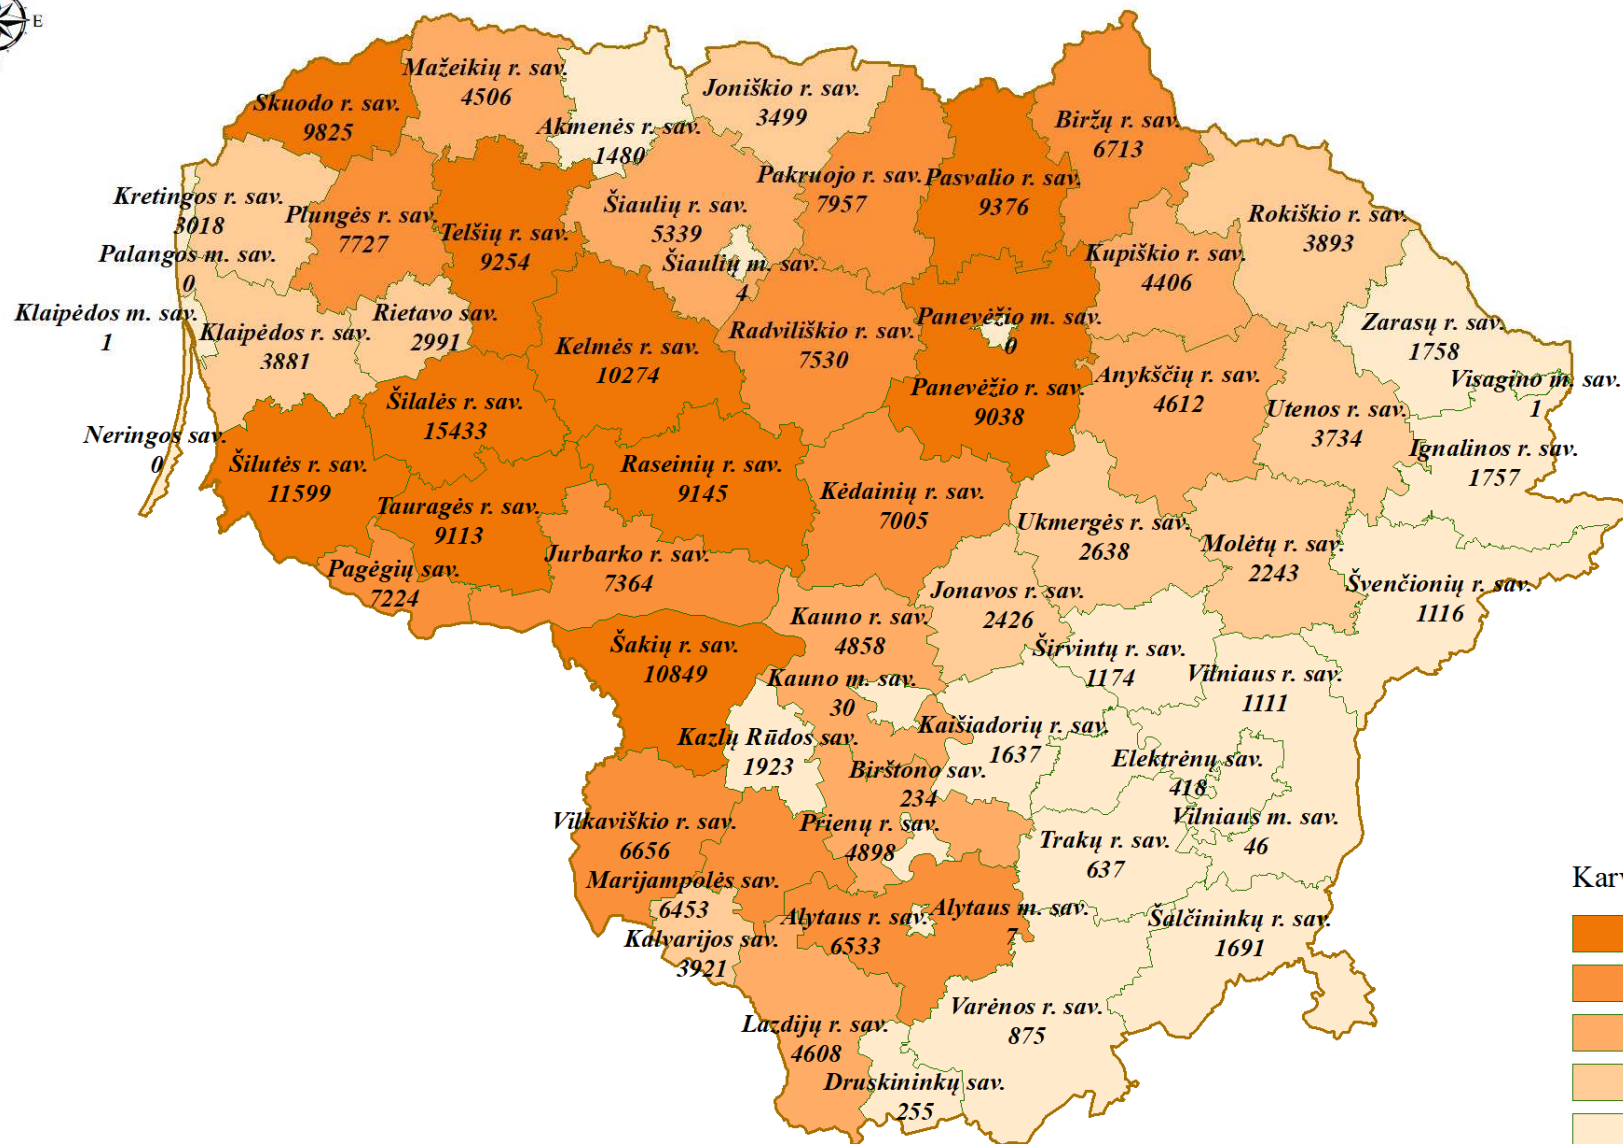 E
Mažeikių r. sav.
4506
Skuodo r. sav.
9825
Akmenės r. sav.
1480
Joniškio r. sav.
3499
Biržų r. sav.
6713
Kretingos r. sav.
3018
Plungės r. sav.
7727
Telšių r. sav.
9254
Šiaulių r. sav.
5339
Šiaulių m. sav.
4
Pakruojo r. sav.
7957
Pasvalio r. sav.
9376
Rokiškio r. sav.
3893
Kupiškio r. sav.
4406
Palangos m. sav.
0
Klaipėdos m. sav.
1
Klaipėdos r. sav.
3881
Rietavo sav.
2991
Kelmės r. sav.
10274
Radviliškio r. sav.
7530
Panevėžio m. sav.
0
Panevėžio r. sav.
9038
Anykščių r. sav.
4612
Zarasų r. sav.
1758
Visagino m. sav.
1
Utenos r. sav.
3734
Ignalinos r. sav.
1757
Neringos sav.
0
Šilalės r. sav.
15433
Šilutės r. sav.
11599
Tauragės r. sav.
9113
Raseinių r. sav.
9145
Kėdainių r. sav.
7005
Ukmergės r. sav.
2638
Molėtų r. sav.
2243
Švenčionių r. sav.
1116
Pagėgių sav.
7224
Jurbarko r. sav.
7364
Jonavos r. sav.
2426
Kauno r. sav.
4858
Šakių r. sav.
10849
Kauno m. sav.
30
Širvintų r. sav.
1174
Vilniaus r. sav.
1111
Kaišiadorių r. sav.
1637
Kazlų Rūdos sav.
1923
Birštono sav.
234
Elektrėnų sav.
418
Vilniaus m. sav.
46
Vilkaviškio r. sav.
6656
Prienų r. sav.
4898
Trakų r. sav.
637
Marijampolės sav.
6453
Kalvarijos sav.
3921
Alytaus r. sav.
6533
Alytaus m. sav.
7
Šalčininkų r. sav.
1691
Varėnos r. sav.
875
Lazdijų r. sav.
4608
Druskininkų sav.
255